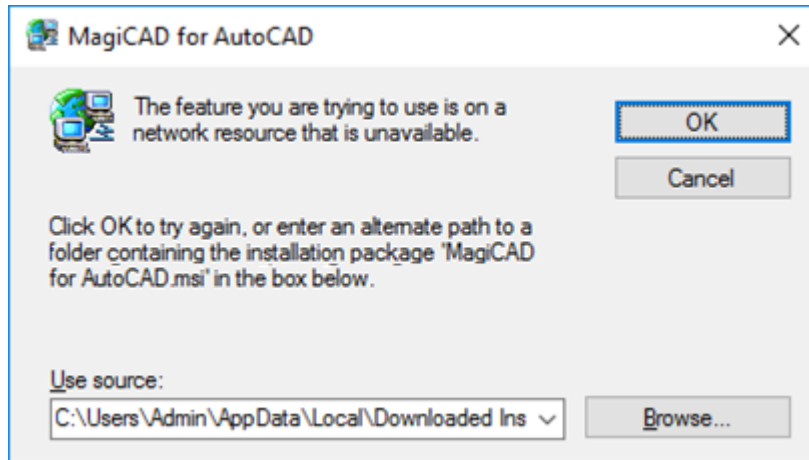 MagiCAD for AutoCAD
The feature you are trying to use is on a
network resource that is unavailable.
OK
Cancel
Click OK to try again, or enter an alternate path to a
folder containing the installation package 'MagiCAD
for AutoCAD.msi' in the box below.
Use source:
C:\Users\Admin\AppData\Local\Downloaded Ins
Browse...